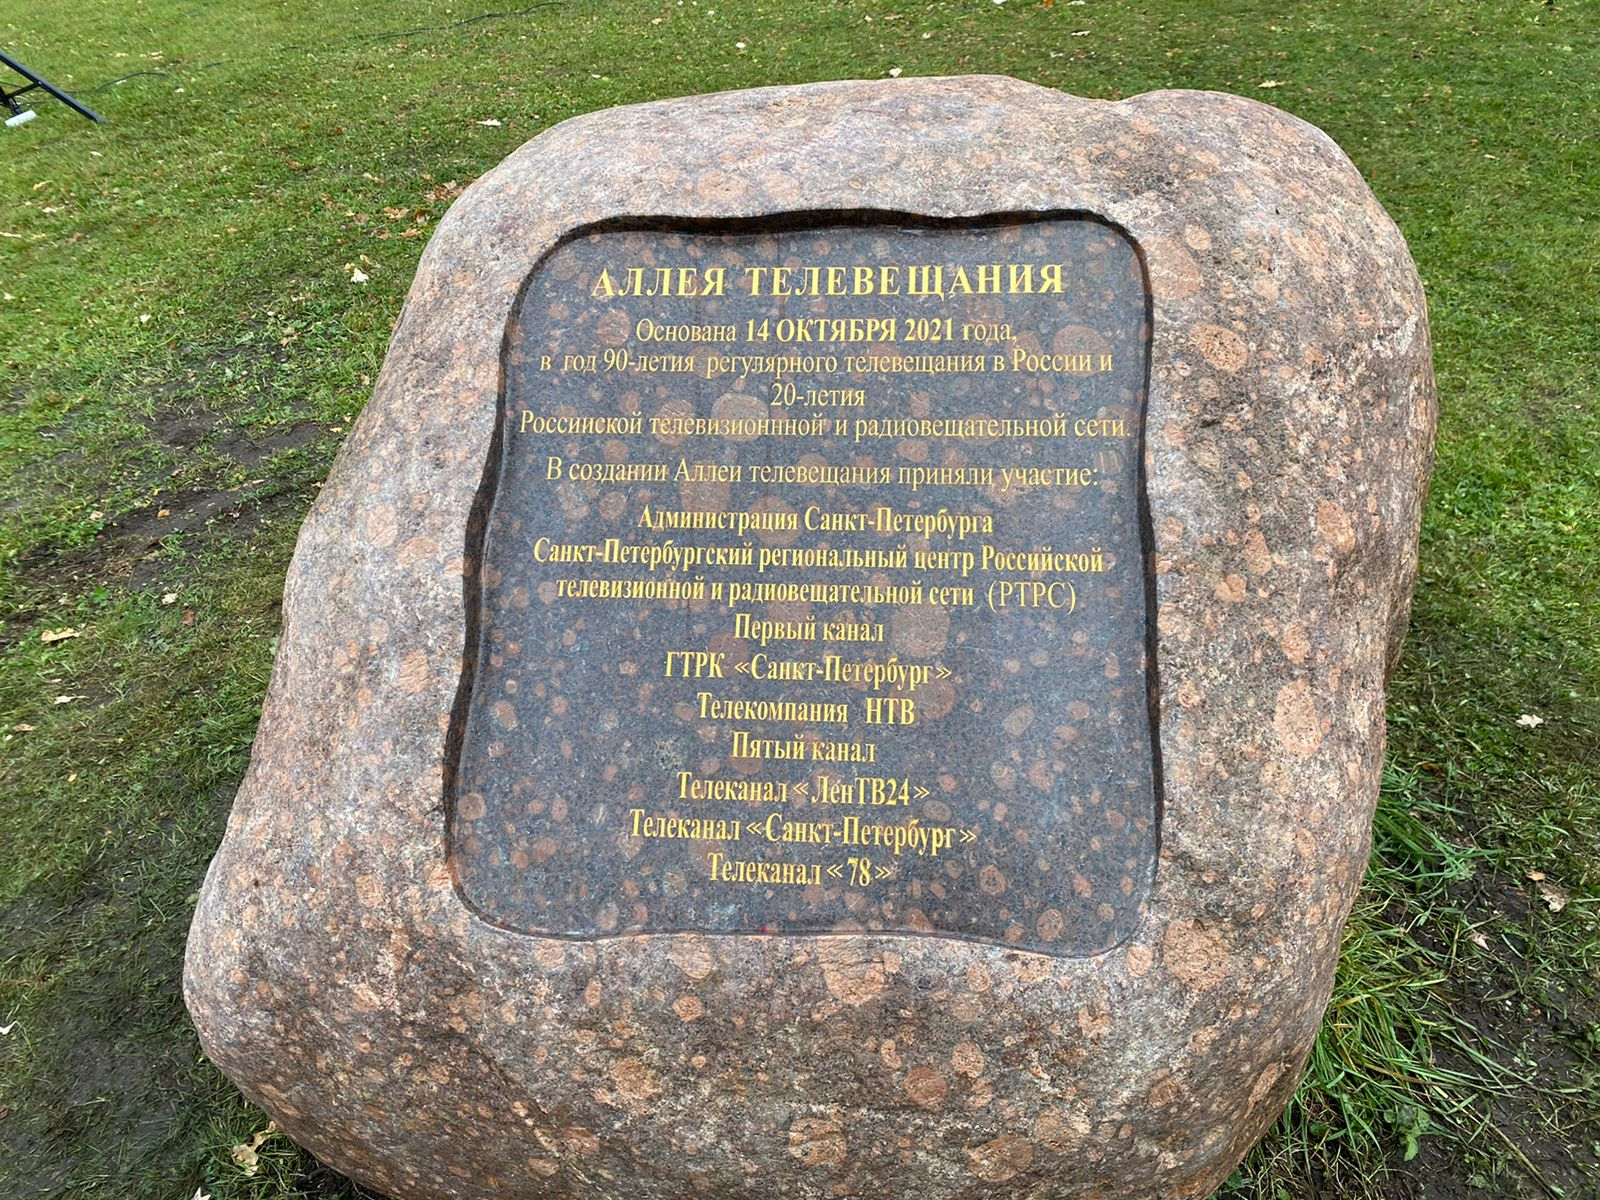 АЛЛЕЯ ТЕЛЕВЕЩАНИЯ
Основана 14 ОКТЯБРЯ 2021 года,
в год 90-летия регулярного телевещания в России и
20-летия
Россииской телевизионнной и радиовещательной сети.
В создании Аллеи телевещания приняли участие:
Администрация Санкт-Петербурга
Санкт-Петербургский региональный центр Российской
телевизионной и радиовещательной сети (РТРС)
Первый канал
ГТРК «Санкт-Петербург»
Телекомпания НТВ
Пятый канал
Телеканал «ЛенТВ24»
Телеканал «Санкт-Петербург»
Телеканал «78»